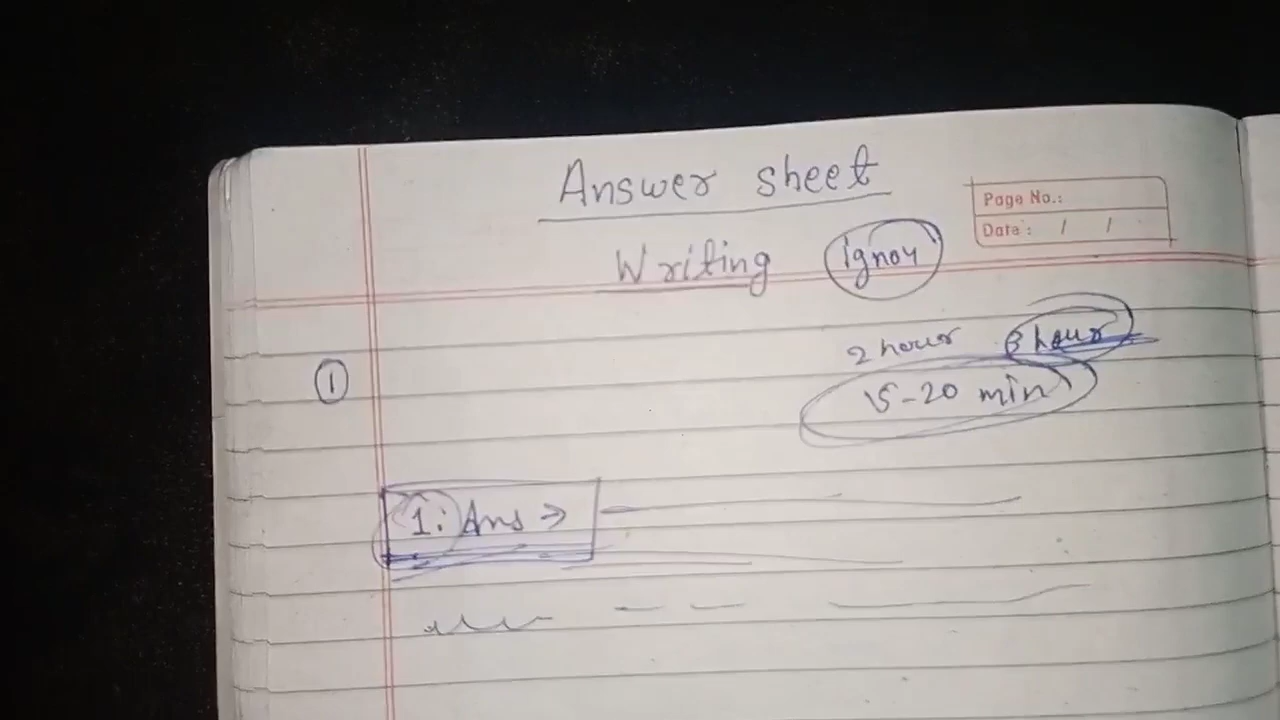 Answer sheet
Page No.:
Date : / /
Writing ignou
2 hour 3 hour
①
15-20 min
1: Ans →